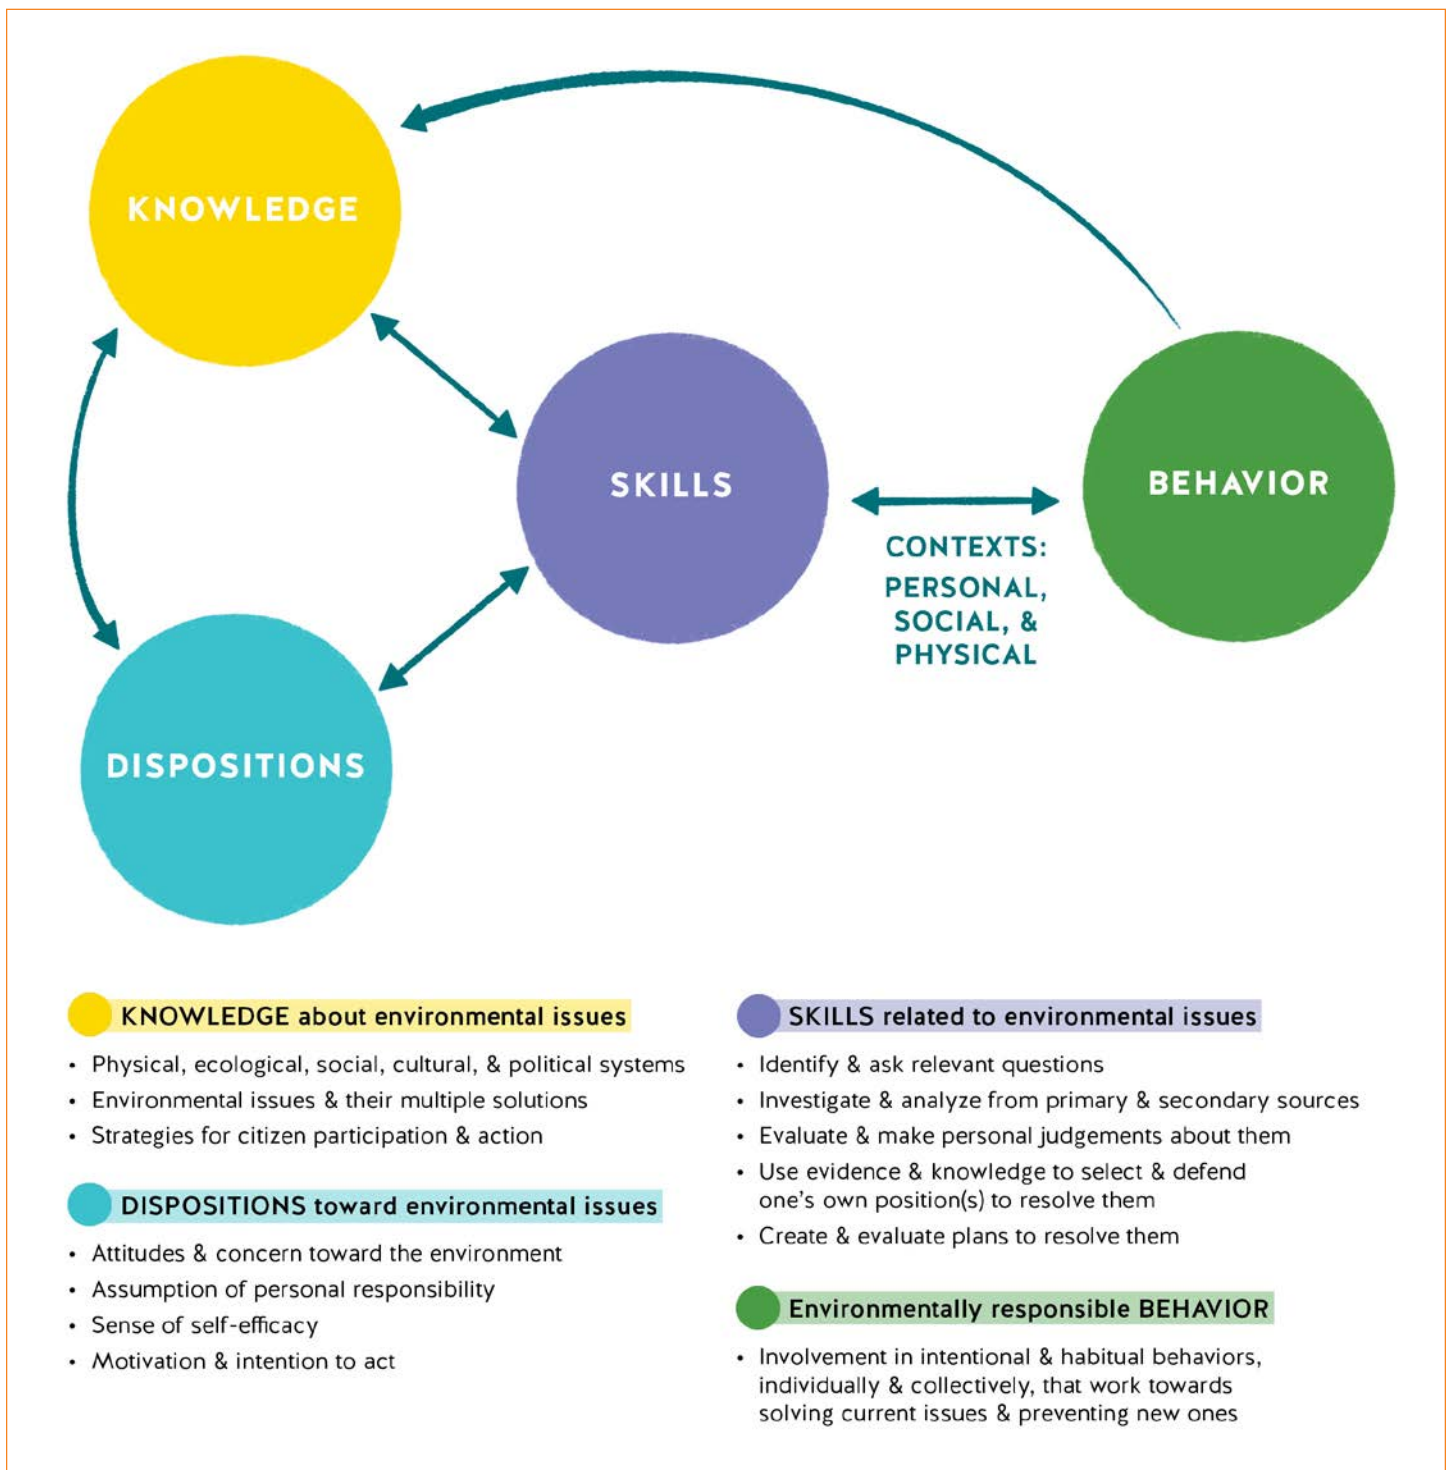 KNOWLEDGE
SKILLS
BEHAVIOR
CONTEXTS:
PERSONAL,
SOCIAL, &
PHYSICAL
DISPOSITIONS
KNOWLEDGE about environmental issues
• Physical, ecological, social, cultural, & political systems
• Environmental issues & their multiple solutions
• Strategies for citizen participation & action
DISPOSITIONS toward environmental issues
• Attitudes & concern toward the environment
• Assumption of personal responsibility
• Sense of self-efficacy
• Motivation & intention to act
SKILLS related to environmental issues
• Identify & ask relevant questions
• Investigate & analyze from primary & secondary sources
• Evaluate & make personal judgements about them
• Use evidence & knowledge to select & defend
one's own position(s) to resolve them
• Create & evaluate plans to resolve them
Environmentally responsible BEHAVIOR
• Involvement in intentional & habitual behaviors,
individually & collectively, that work towards
solving current issues & preventing new ones